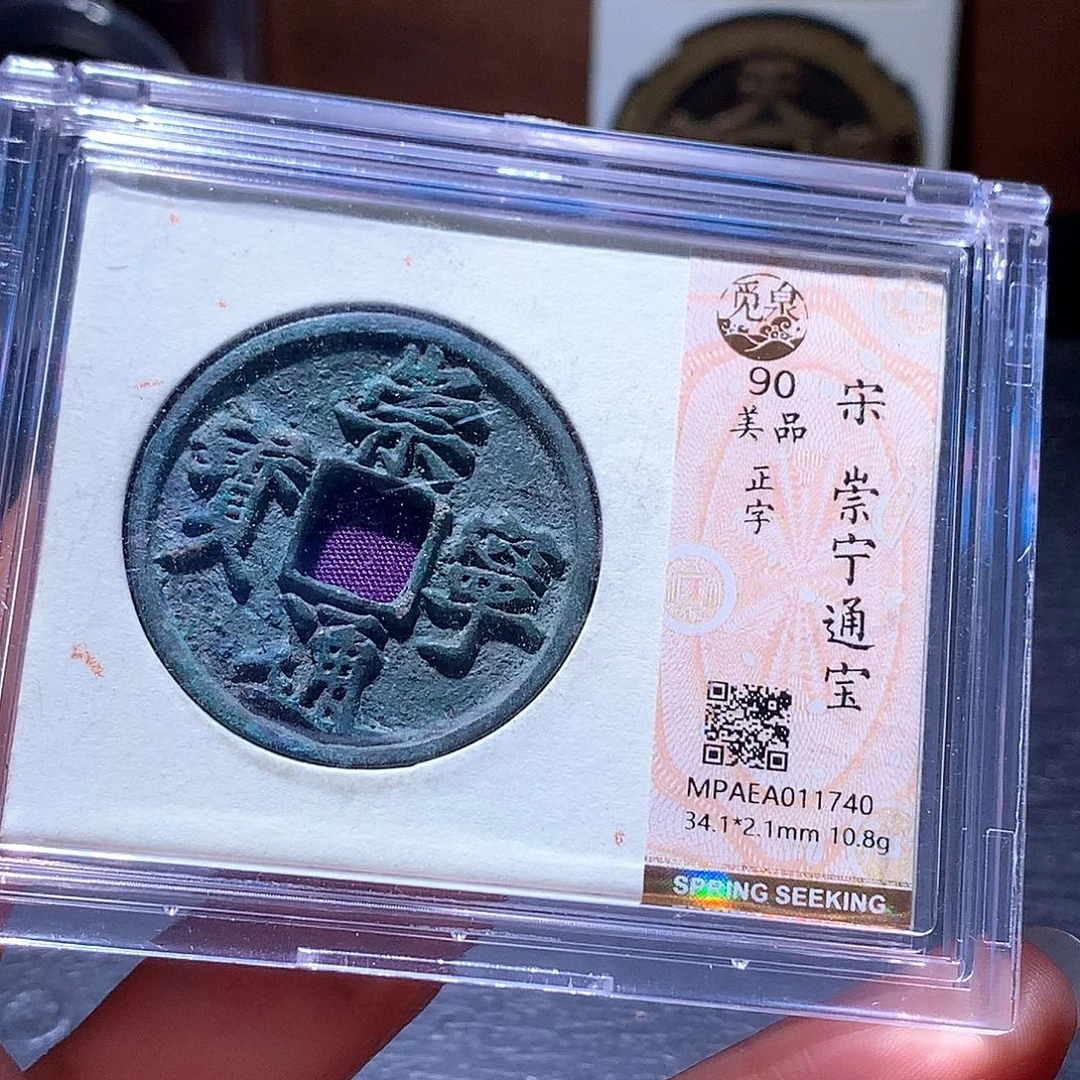 崇寧通寳
觅泉
90
美品
正字
宋 崇宁通宝
MPAEA011740
34.1*2.1mm 10.8g
SPRING SEEKING